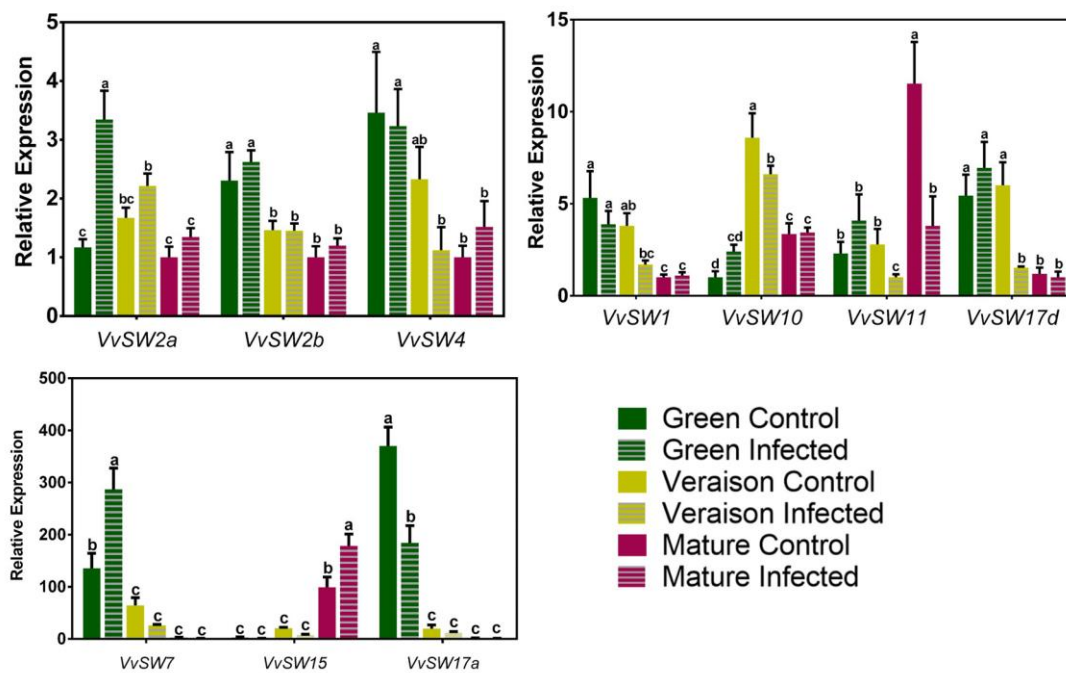 Relative Expression
5
4
3
2
1
0
c a bc b c c
a a b b b b
a a ab b b b
VvSW2a VvSW2b VvSW4
Relative Expression
15
10
5
0
a a ab bc c c
d cd a b c c
b b b b a b
a a a b b b
VvSW1 VvSW10 VvSW11 VvSW17d
Relative Expression
500
400
300
200
100
0
b a c c c c
c c c c b a
a b c c c c
VvSW7 VvSW15 VvSW17a
Green Control
Green Infected
Veraison Control
Veraison Infected
Mature Control
Mature Infected